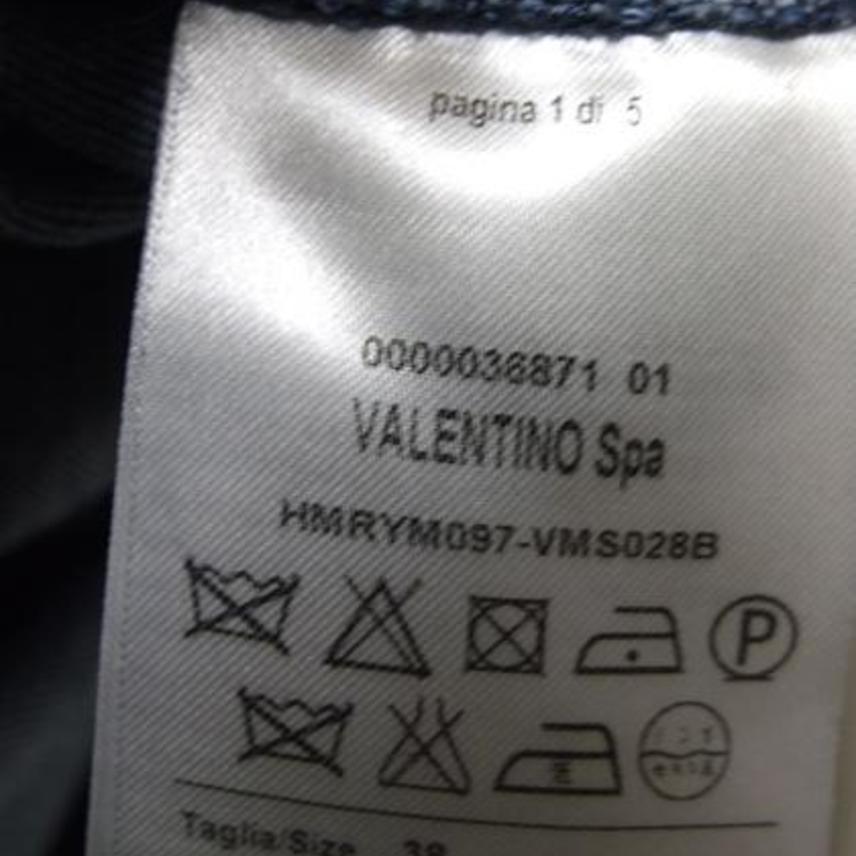 pagina 1 di 5
0000036871 01
VALENTINO Spa
HMRYM097-VMS028B
P
Taglia/Size 38